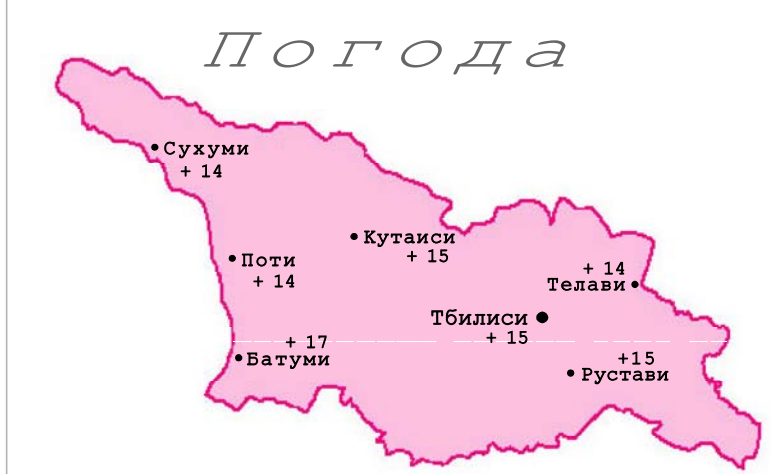 Погода
Сухуми
+ 14
Кутаиси
+ 15
Поти
+ 14
+ 14
Телави
Тбилиси
+ 15
+ 17
Батуми
+15
Рустави